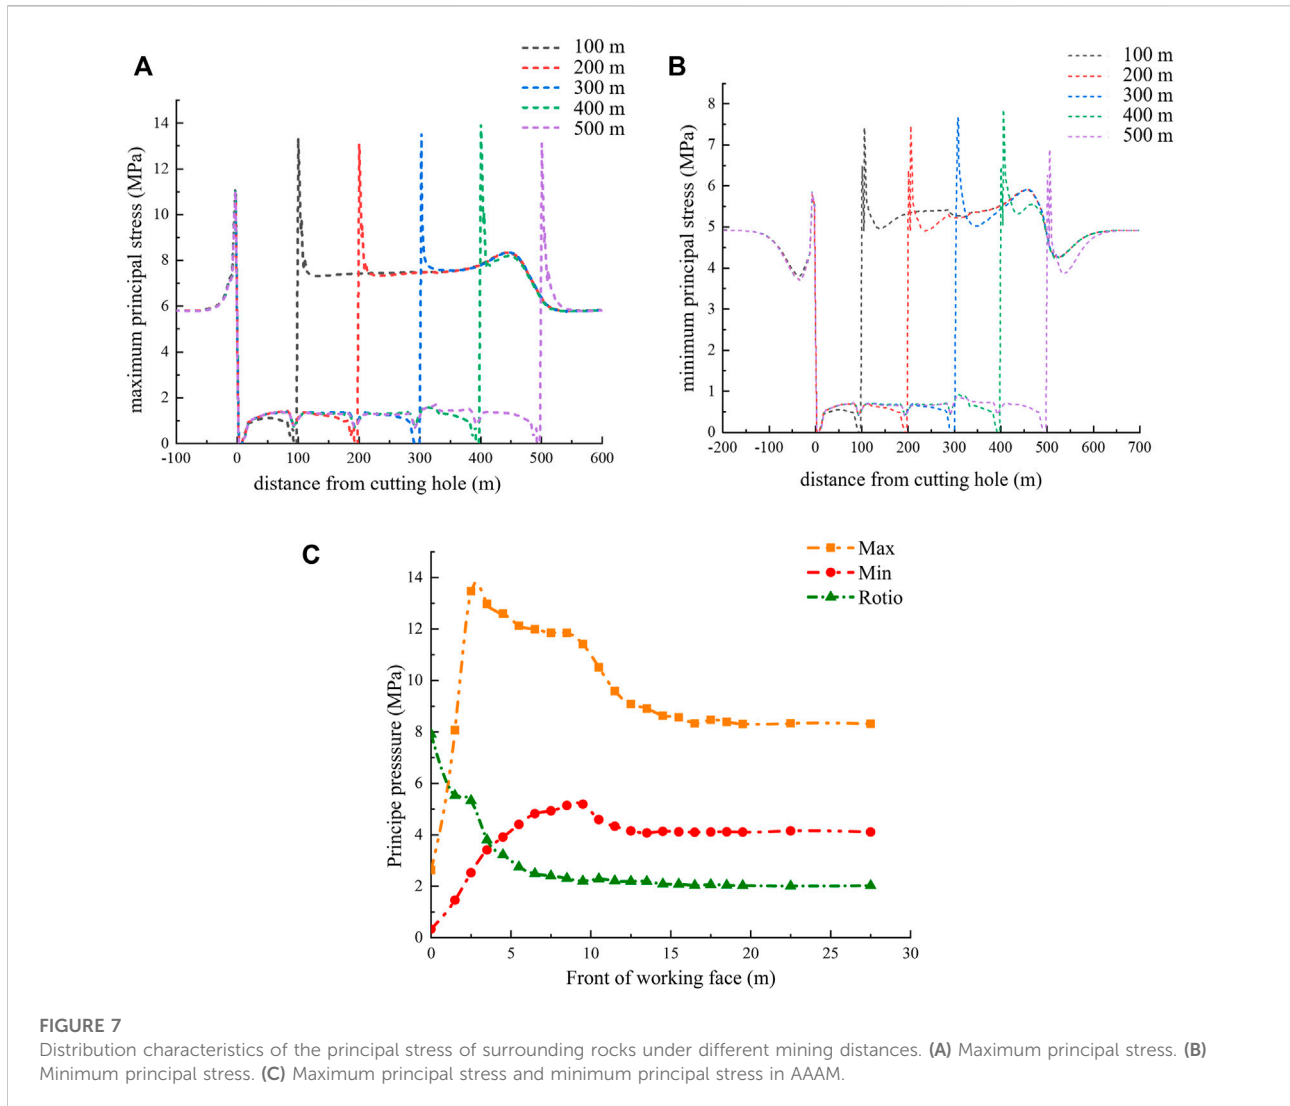 A
100 m
200 m
300 m
400 m
500 m
maximum principal stress (MPa)
14
12
10
8
6
4
2
0
-100 0 100 200 300 400 500 600
distance from cutting hole (m)
B
100 m
200 m
300 m
400 m
500 m
minimum principal stress (MPa)
8
7
6
5
4
3
2
1
0
-200 -100 0 100 200 300 400 500 600 700
distance from cutting hole (m)
C
Max
Min
Rotio
Principe presssure (MPa)
14
12
10
8
6
4
2
0
0 5 10 15 20 25 30
Front of working face (m)
FIGURE 7
Distribution characteristics of the principal stress of surrounding rocks under different mining distances. (A) Maximum principal stress. (B)
Minimum principal stress. (C) Maximum principal stress and minimum principal stress in AAAM.